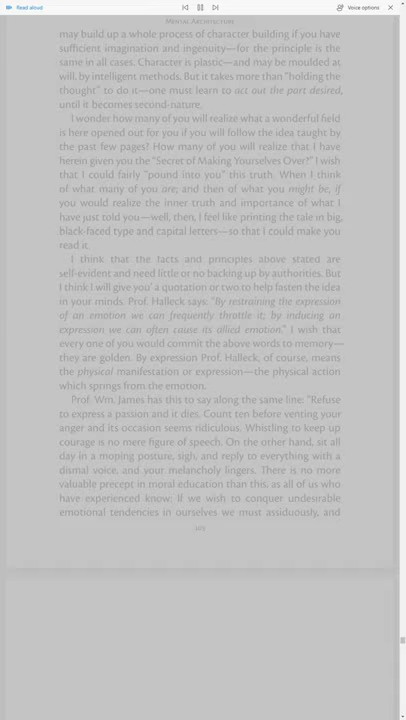 Read aloud
Voice options
Mental Architecture
may build up a whole process of character building if you have
sufficient imagination and ingenuity—for the principle is the
same in all cases. Character is plastic—and may be moulded at
will, by intelligent methods. But it takes more than "holding the
thought" to do it—one must learn to act out the part desired,
until it becomes second-nature.
I wonder how many of you will realize what a wonderful field
is here opened out for you if you will follow the idea taught by
the past few pages? How many of you will realize that I have
herein given you the "Secret of Making Yourselves Over?" I wish
that I could fairly "pound into you" this truth. When I think
of what many of you are; and then of what you might be, if
you would realize the inner truth and importance of what I
have just told you—well, then, I feel like printing the tale in big,
black-faced type and capital letters—so that I could make you
read it.
I think that the facts and principles above stated are
self-evident and need little or no backing up by authorities. But
I think I will give you' a quotation or two to help fasten the idea
in your minds. Prof. Halleck says: "By restraining the expression
of an emotion we can frequently throttle it; by inducing an
expression we can often cause its allied emotion." I wish that
every one of you would commit the above words to memory—
they are golden. By expression Prof. Halleck, of course, means
the physical manifestation or expression—the physical action
which springs from the emotion.
Prof. Wm. James has this to say along the same line: "Refuse
to express a passion and it dies. Count ten before venting your
anger and its occasion seems ridiculous. Whistling to keep up
courage is no mere figure of speech. On the other hand, sit all
day in a moping posture, sigh, and reply to everything with a
dismal voice, and your melancholy lingers. There is no more
valuable precept in moral education than this, as all of us who
have experienced know: If we wish to conquer undesirable
emotional tendencies in ourselves we must assiduously, and